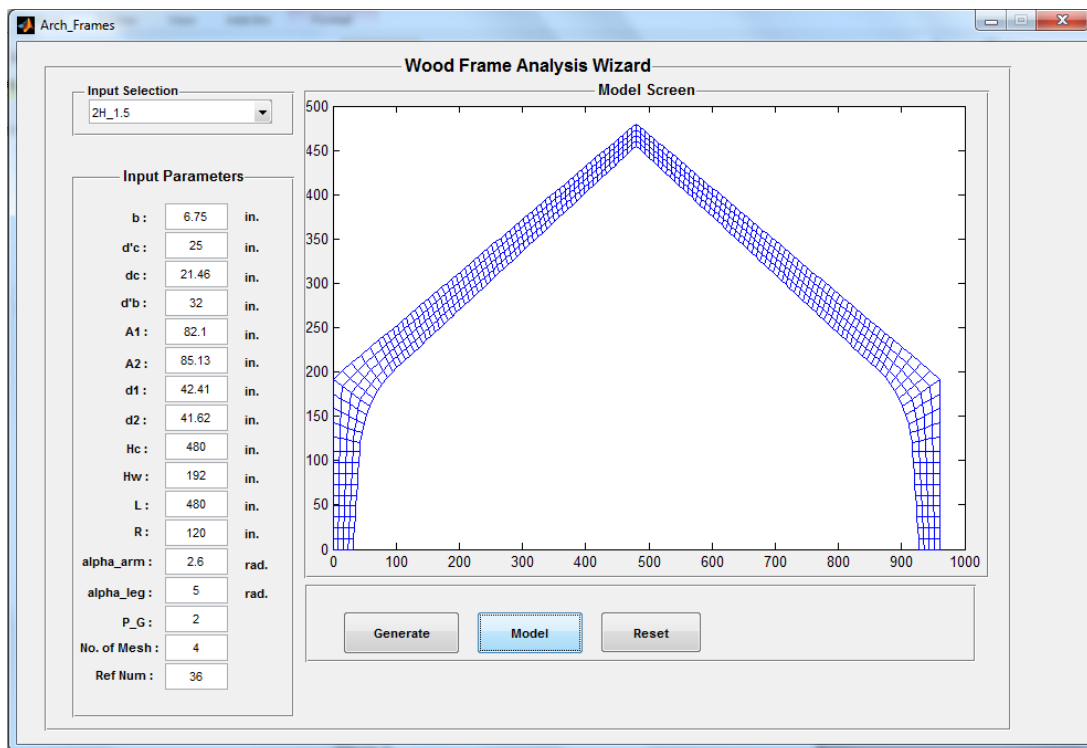 Arch_Frames
Wood Frame Analysis Wizard
Input Selection
2H_1.5
Input Parameters
b : 6.75 in.
d'c : 25 in.
dc : 21.46 in.
d'b : 32 in.
A1 : 82.1 in.
A2 : 85.13 in.
d1 : 42.41 in.
d2 : 41.62 in.
Hc : 480 in.
Hw : 192 in.
L : 480 in.
R : 120 in.
alpha_arm : 2.6 rad.
alpha_leg : 5 rad.
P_G : 2
No. of Mesh : 4
Ref Num : 36
Model Screen
500
450
400
350
300
250
200
150
100
50
0
0 100 200 300 400 500 600 700 800 900 1000
Generate Model Reset